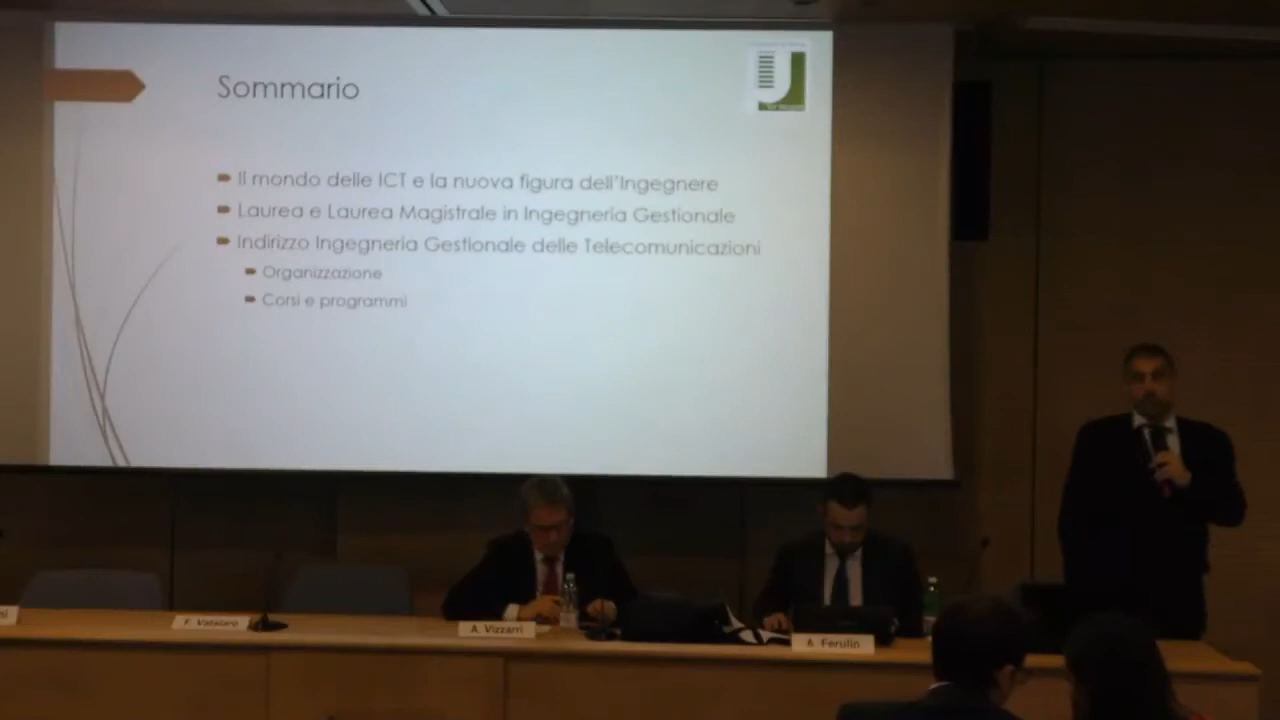 Sommario
Il mondo delle ICT e la nuova figura dell'Ingegnere
Laurea e Laurea Magistrale in Ingegneria Gestionale
Indirizzo Ingegneria Gestionale delle Telecomunicazioni
Organizzazione
Corsi e programmi
F. Vatalaro
A. Vizzarri
A. Ferulio